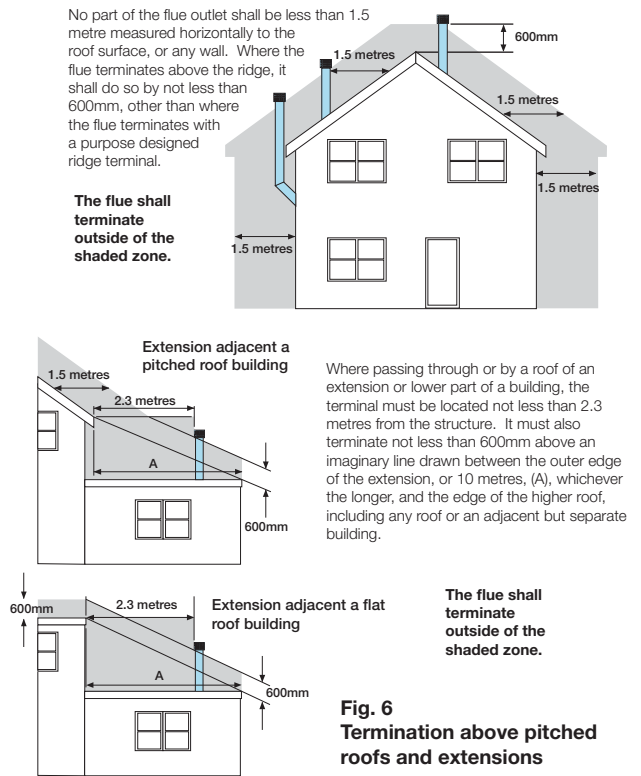 No part of the flue outlet shall be less than 1.5
metre measured horizontally to the
roof surface, or any wall. Where the
flue terminates above the ridge, it
shall do so by not less than
600mm, other than where
the flue terminates with
a purpose designed
ridge terminal.
The flue shall
terminate
outside of the
shaded zone.
600mm
1.5 metres
1.5 metres
1.5 metres
1.5 metres
Extension adjacent a
pitched roof building
1.5 metres
2.3 metres
A
600mm
Where passing through or by a roof of an
extension or lower part of a building, the
terminal must be located not less than 2.3
metres from the structure. It must also
terminate not less than 600mm above an
imaginary line drawn between the outer edge
of the extension, or 10 metres, (A), whichever
the longer, and the edge of the higher roof,
including any roof or an adjacent but separate
building.
600mm
2.3 metres
Extension adjacent a flat
roof building
A
600mm
The flue shall
terminate
outside of the
shaded zone.
Fig. 6
Termination above pitched
roofs and extensions